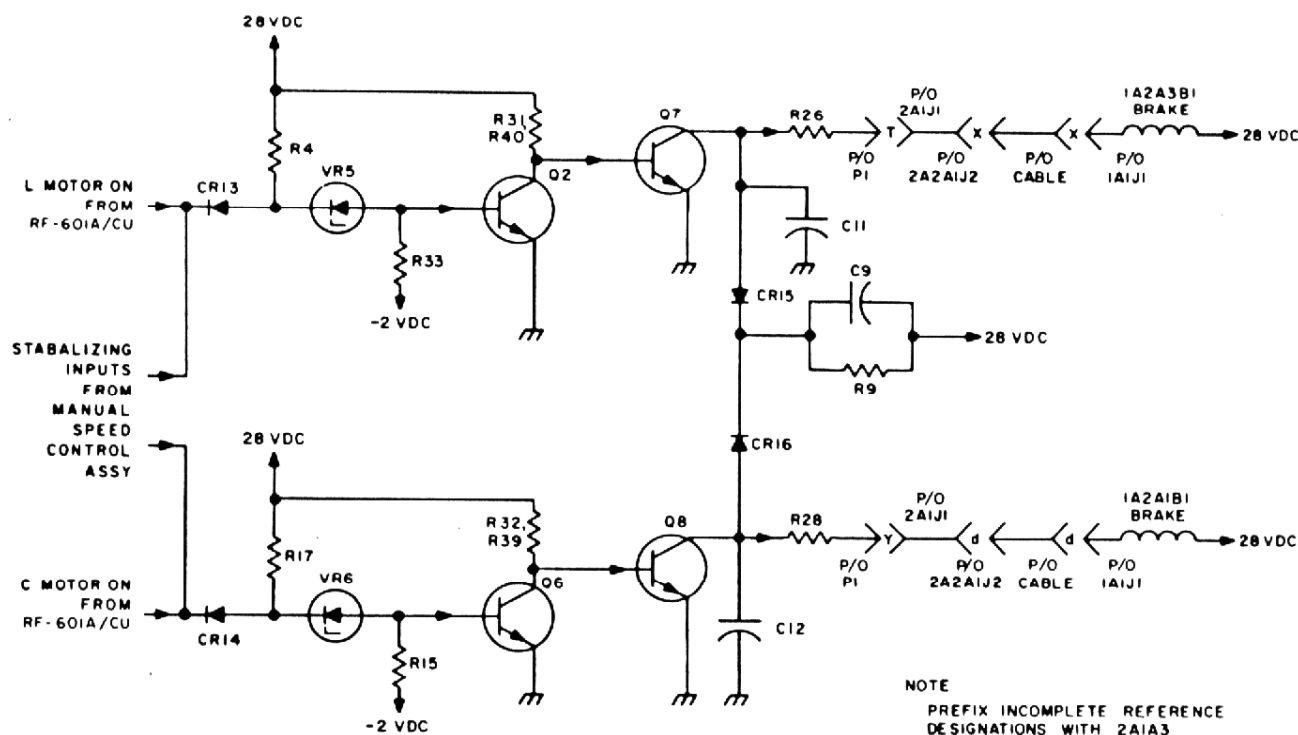 28 VDC
R31,
R40
Q7
R26
P/O
2A1J1
1A2A3B1
BRAKE
28 VDC
T
X
X
P/O
P1
P/O
2A2A1J2
P/O
CABLE
P/O
1A1J1
R4
VR5
Q2
L MOTOR ON
FROM
RF-601A/CU
CR13
R33
C11
-2 VDC
CR15
C9
28 VDC
R9
STABALIZING
INPUTS
FROM
MANUAL
SPEED
CONTROL
ASSY
28 VDC
CR16
R32,
R39
Q8
R28
P/O
2A1J1
1A2A1B1
BRAKE
28 VDC
Y
d
d
P/O
P1
P/O
2A2A1J2
P/O
CABLE
P/O
1A1J1
R17
VR6
Q6
C MOTOR ON
FROM
RF-601A/CU
CR14
R15
C12
-2 VDC
NOTE
PREFIX INCOMPLETE REFERENCE
DESIGNATIONS WITH 2A1A3